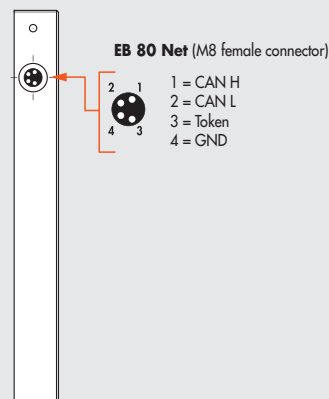 EB 80 Net (M8 female connector)
2 1
4 3
1 = CAN H
2 = CAN L
3 = Token
4 = GND